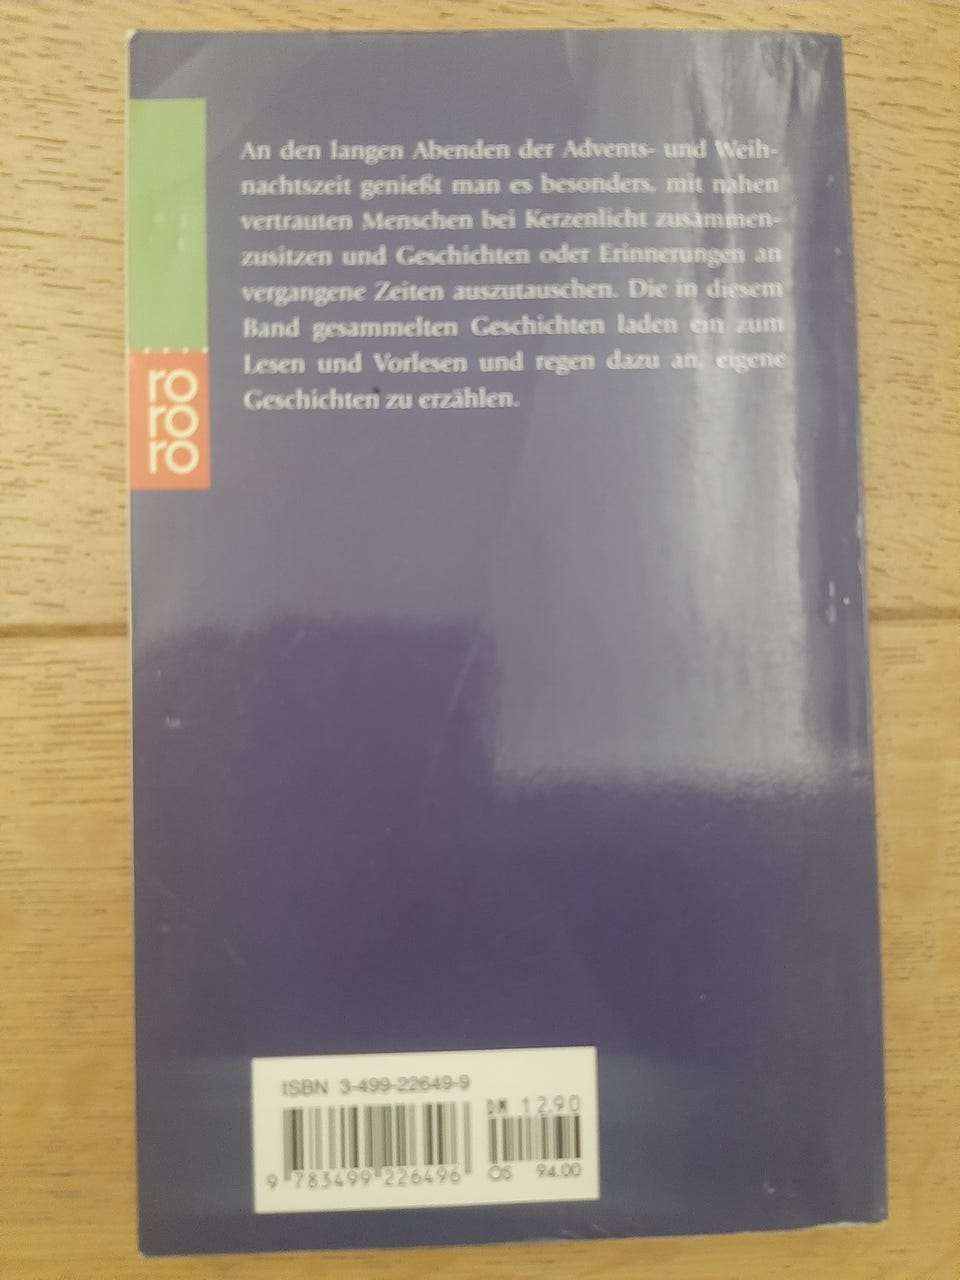 An den langen Abenden der Advents- und Weih-
nachtszeit genießt man es besonders, mit nahen
vertrauten Menschen bei Kerzenlicht zusammen-
zusitzen und Geschichten oder Erinnerungen an
vergangene Zeiten auszutauschen. Die in diesem
Band gesammelten Geschichten laden ein zum
Lesen und Vorlesen und regen dazu an, eigene
Geschichten zu erzählen.
ro
ro
ro
ISBN 3-499-22649-9
DM 12.90
9 783499 226496
ÖS 94.00